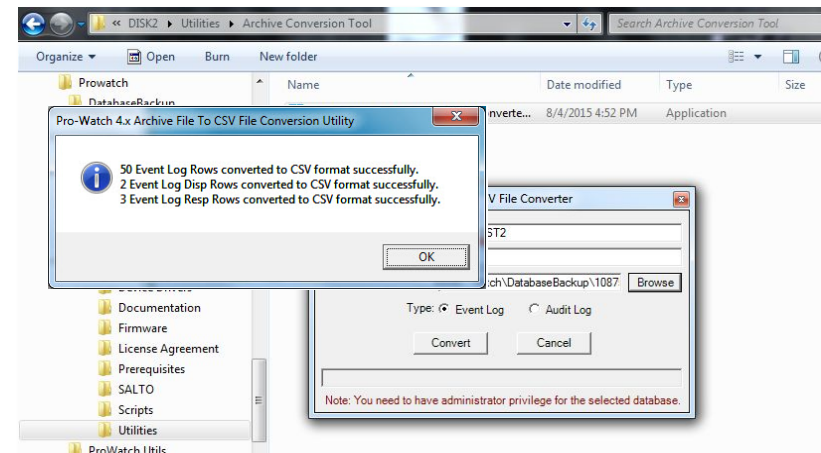 « DISK2 ▸ Utilities ▸ Archive Conversion Tool
Search Archive Conversion Tool
Organize Open Burn New folder
Prowatch
DatabaseBackup
Name Date modified Type Size
nverte... 8/4/2015 4:52 PM Application
Pro-Watch 4.x Archive File To CSV File Conversion Utility
50 Event Log Rows converted to CSV format successfully.
2 Event Log Disp Rows converted to CSV format successfully.
3 Event Log Resp Rows converted to CSV format successfully.
OK
V File Converter
ST2
ch\DatabaseBackup\1087 Browse
Type: Event Log Audit Log
Convert Cancel
Note: You need to have administrator privilege for the selected database.
Documentation
Firmware
License Agreement
Prerequisites
SALTO
Scripts
Utilities
ProWatch Utils